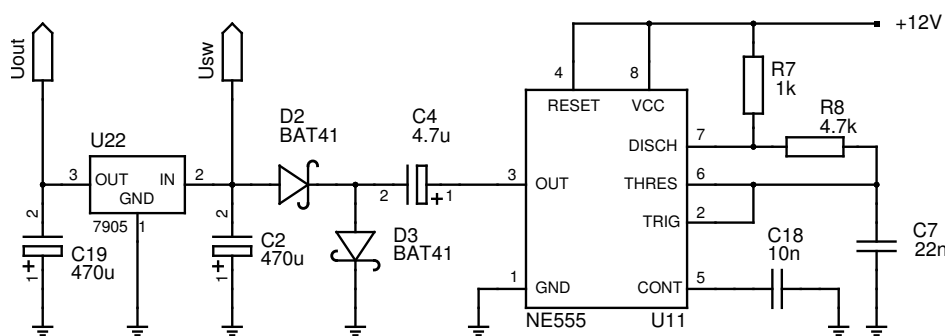 Uout
Usw
+12V
4
8
RESET
VCC
R7
1k
R8
4.7k
D2
BAT41
C4
4.7u
U22
DISCH
7
3
OUT
IN
2
GND
7905
1
2
+
1
3
OUT
THRES
6
TRIG
2
2
1
+
C19
470u
2
1
+
C2
470u
D3
BAT41
C18
10n
C7
22n
1
GND
CONT
5
NE555
U11